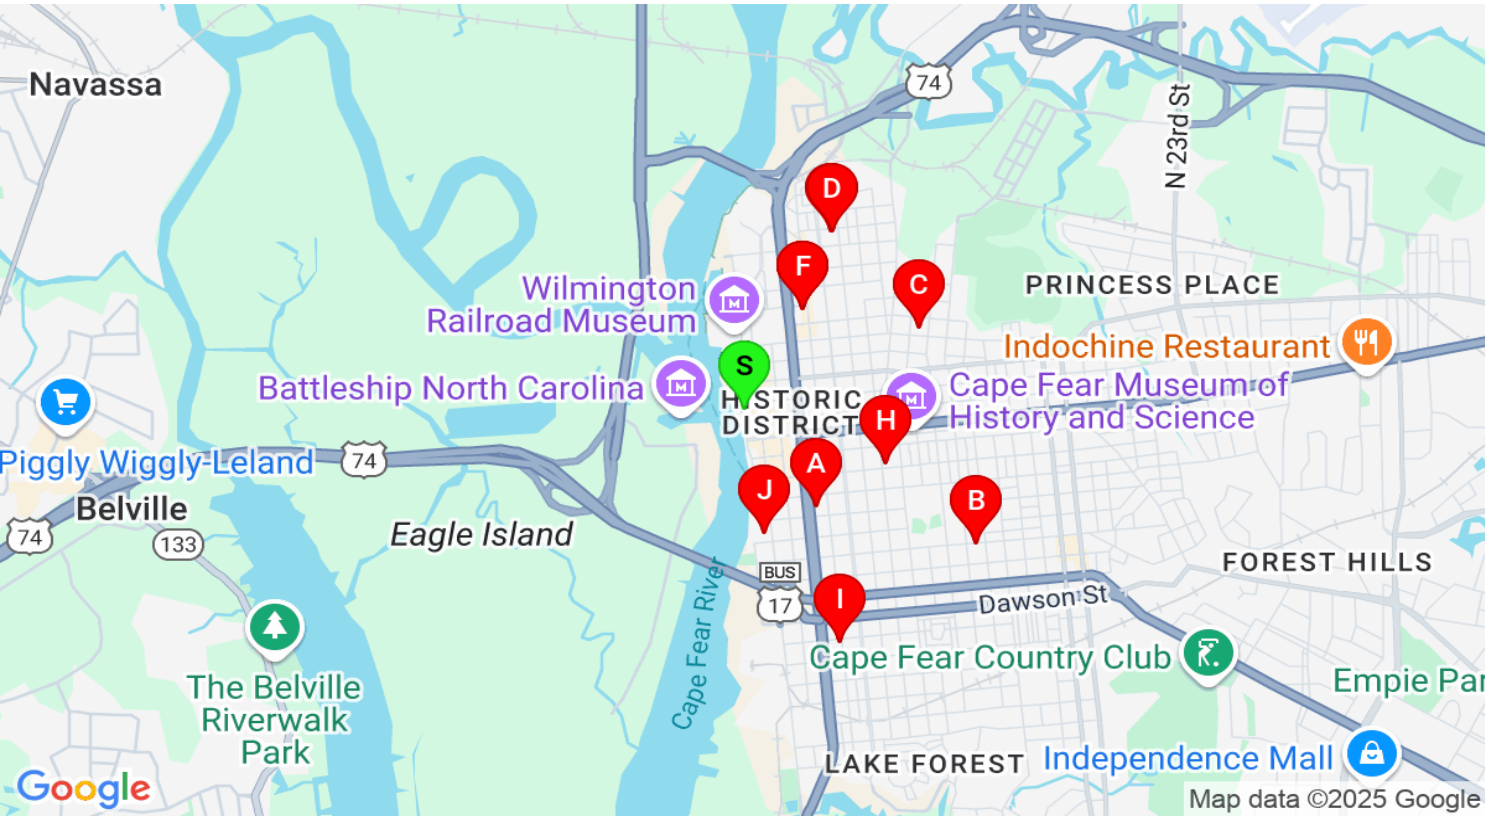 Navassa
74
N 23rd St
D
F
C
PRINCESS PLACE
Wilmington
Railroad Museum
Indochine Restaurant
S
Battleship North Carolina
HISTORIC
DISTRICT
Cape Fear Museum of
History and Science
H
Piggly Wiggly-Leland
74
A
J
B
Belville
74
133
Eagle Island
FOREST HILLS
BUS
17
I
Dawson St
Cape Fear River
Cape Fear Country Club
The Belville
Riverwalk
Park
Empie Par
LAKE FOREST
Independence Mall
Google
Map data ©2025 Google